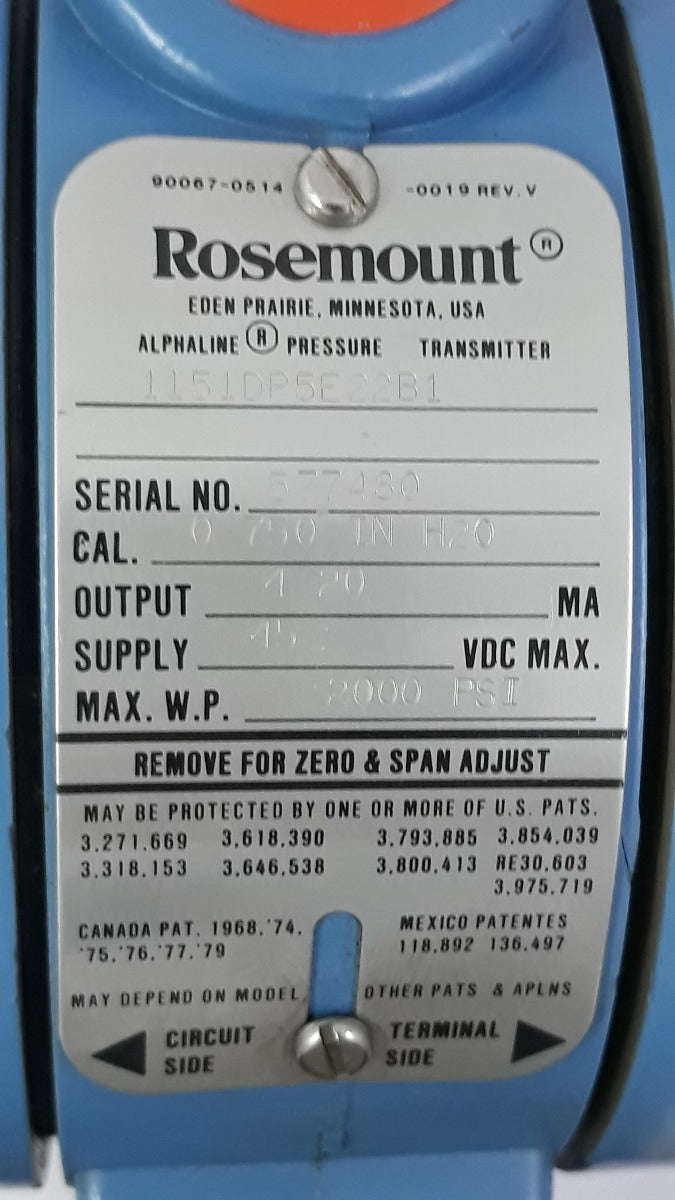 90067-0514 -0019 REV. V
Rosemount ®
EDEN PRAIRIE, MINNESOTA, USA
ALPHALINE ® PRESSURE TRANSMITTER
1151DP5E22B1
SERIAL NO. 577480
CAL. 0 750 IN H2O
OUTPUT 4 20 MA
SUPPLY 45 VDC MAX.
MAX. W.P. 2000 PSI
REMOVE FOR ZERO & SPAN ADJUST
MAY BE PROTECTED BY ONE OR MORE OF U.S. PATS.
3.271.669 3.618.390 3.793.885 3.854.039
3.318.153 3.646.538 3.800.413 RE30.603
3.975.719
CANADA PAT. 1968.'74.
'75.'76.'77.'79
MEXICO PATENTES
118.892 136.497
MAY DEPEND ON MODEL. OTHER PATS & APLNS
CIRCUIT SIDE
TERMINAL SIDE